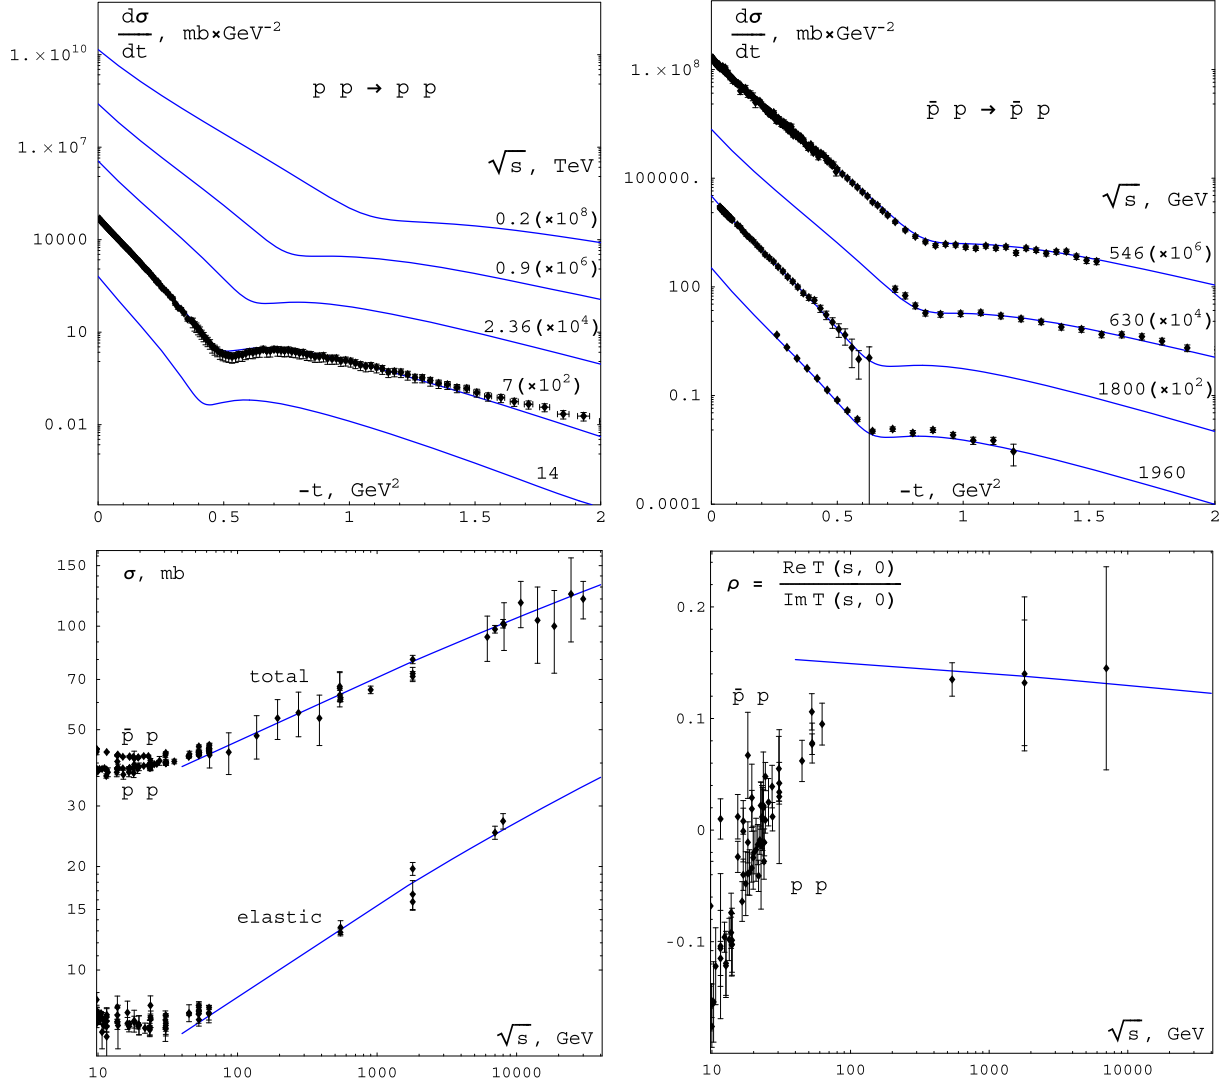 dσ/dt, mb×GeV⁻²
1.×10¹⁰
p p → p p
1.×10⁷
√s, TeV
0.2(×10⁸)
10000
0.9(×10⁶)
2.36(×10⁴)
10
7(×10²)
0.01
14
-t, GeV²
0 0.5 1 1.5 2
dσ/dt, mb×GeV⁻²
1.×10⁸
p̄ p → p̄ p
100000.
√s, GeV
546(×10⁶)
100
630(×10⁴)
1800(×10²)
0.1
1960
-t, GeV²
0.0001
0 0.5 1 1.5 2
σ, mb
150
100
total
70
50
p̄ p
p p
30
20
15
elastic
10
√s, GeV
10 100 1000 10000
ρ = Re T (s, 0) / Im T (s, 0)
0.2
p̄ p
0.1
0
p p
-0.1
√s, GeV
10 100 1000 10000